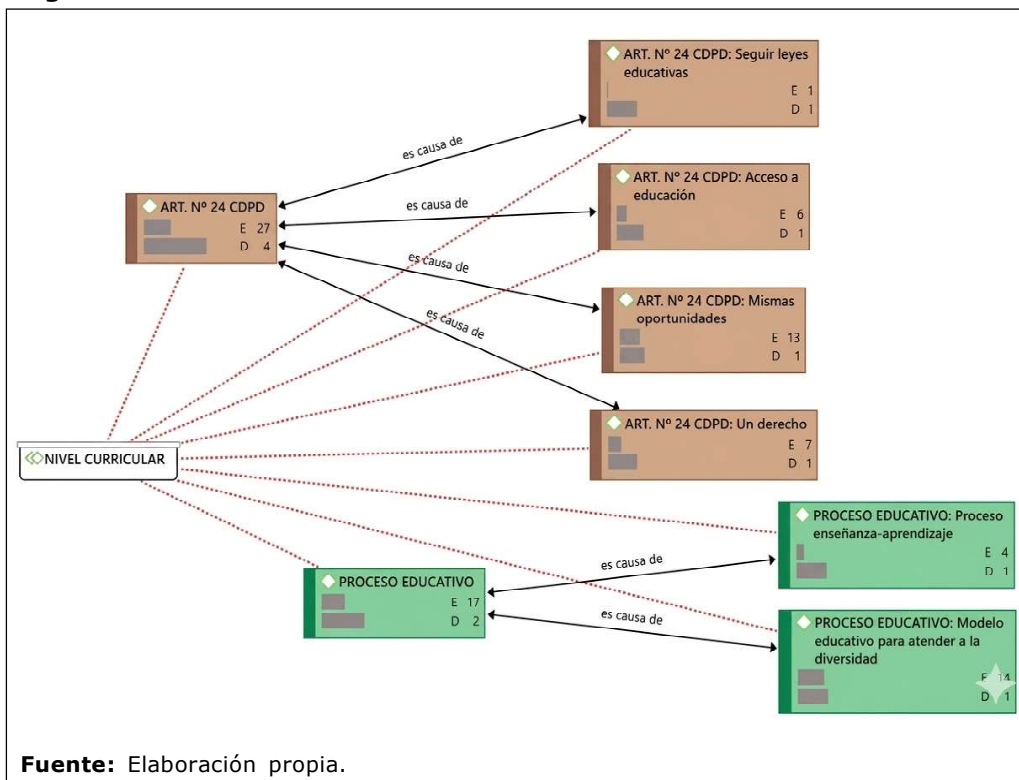 ART. Nº 24 CDPD: Seguir leyes
educativas
E 1
D 1
es causa de
ART. Nº 24 CDPD: Acceso a
educación
E 6
D 1
ART. Nº 24 CDPD
E 27
D 4
es causa de
es causa de
ART. Nº 24 CDPD: Mismas
oportunidades
E 13
D 1
es causa de
ART. Nº 24 CDPD: Un derecho
E 7
D 1
NIVEL CURRICULAR
PROCESO EDUCATIVO: Proceso
enseñanza-aprendizaje
E 4
D 1
es causa de
PROCESO EDUCATIVO
E 17
D 2
es causa de
PROCESO EDUCATIVO: Modelo
educativo para atender a la
diversidad
E 14
D 1
Fuente: Elaboración propia.